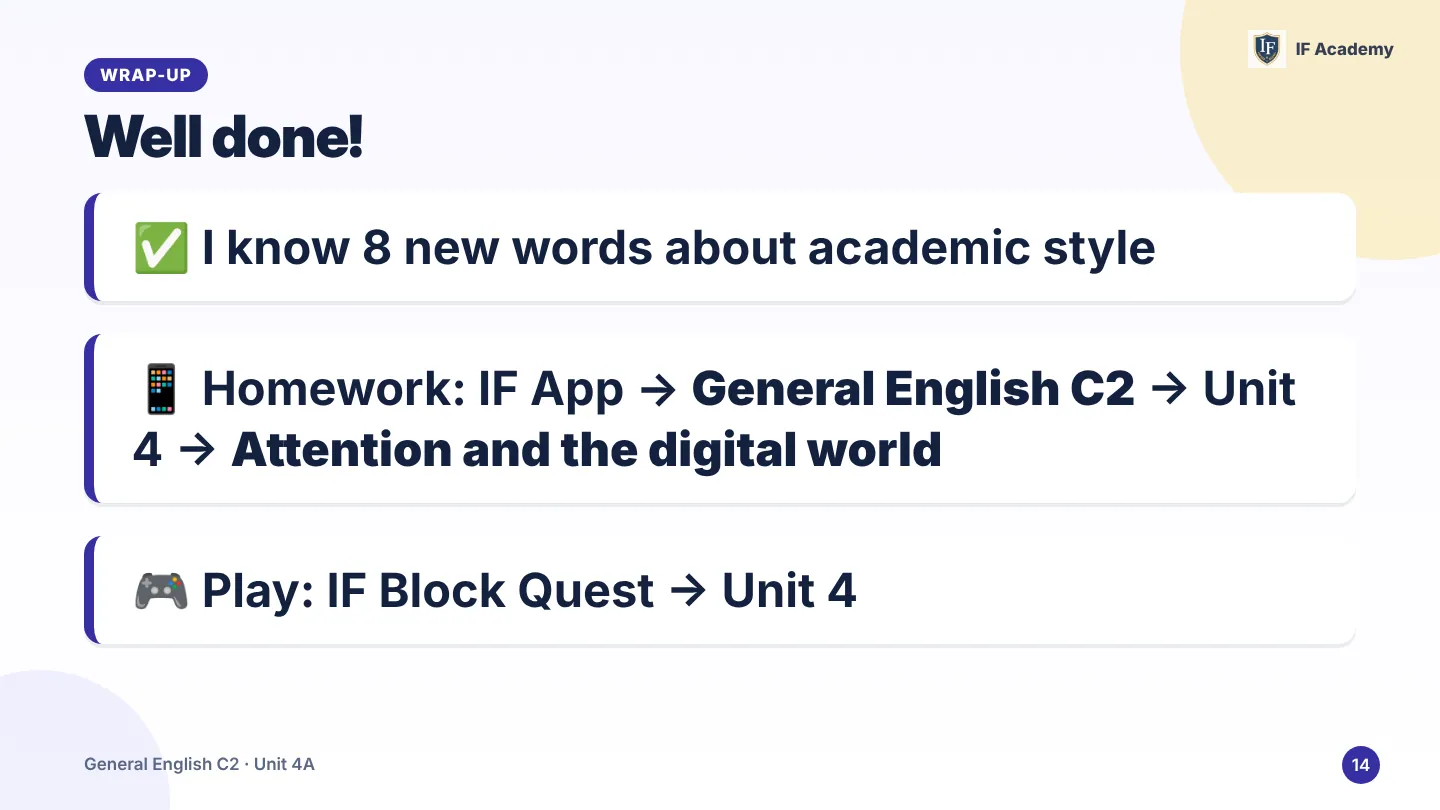 IF Academy
WRAP-UP
Well done!
✅ I know 8 new words about academic style
📱 Homework: IF App → General English C2 → Unit
4 → Attention and the digital world
🎮 Play: IF Block Quest → Unit 4
General English C2 · Unit 4A
14